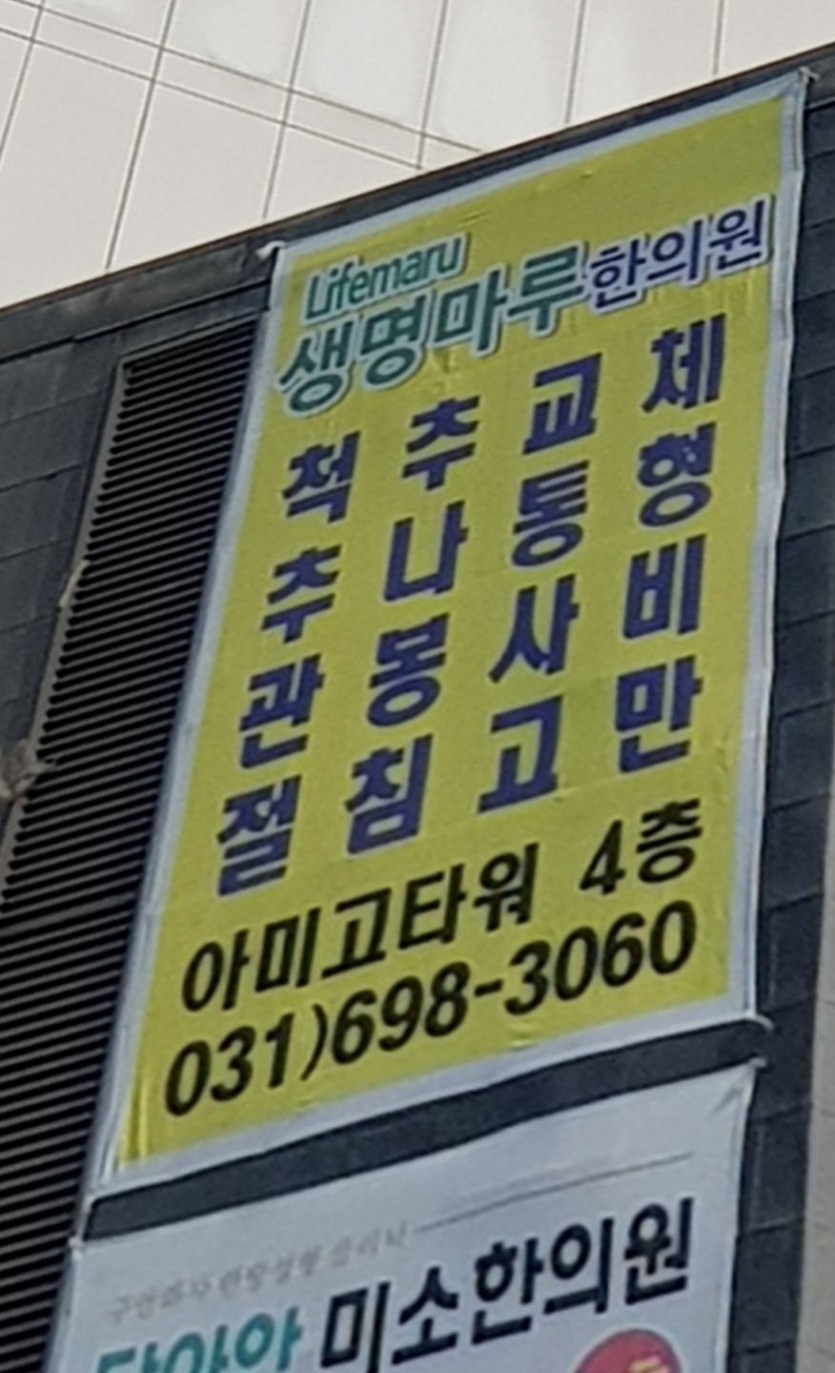 Lifemaru
생명마루한의원
척추관절
추나봉침
교통사고
체형비만
아미고타워 4층
031)698-3060
미소한의원